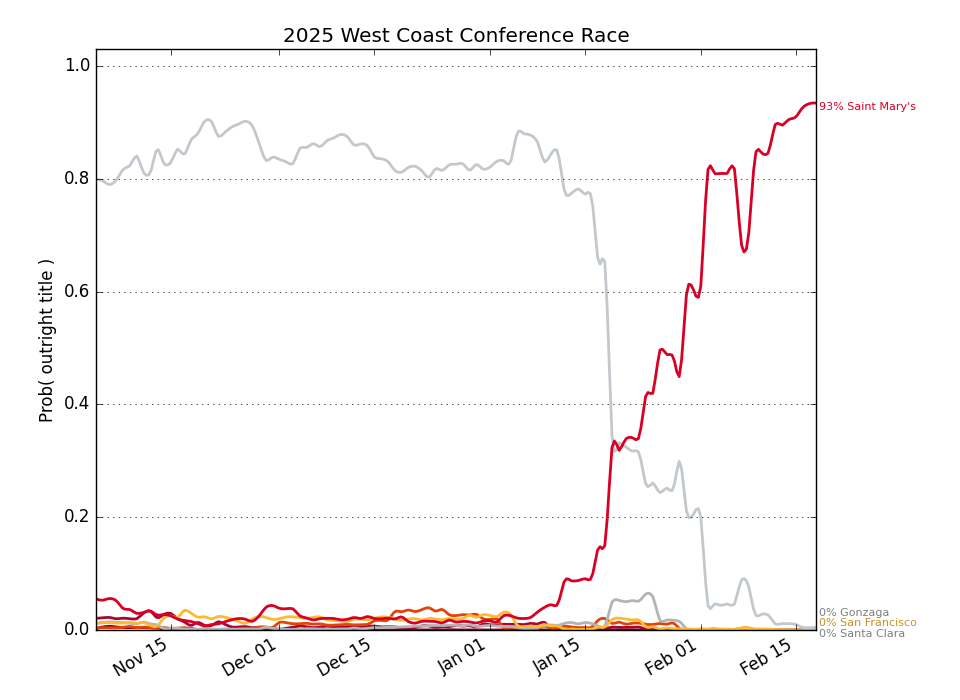 2025 West Coast Conference Race
1.0
0.8
0.6
0.4
0.2
0.0
Prob( outright title )
93% Saint Mary's
0% Gonzaga
0% San Francisco
0% Santa Clara
Nov 15
Dec 01
Dec 15
Jan 01
Jan 15
Feb 01
Feb 15